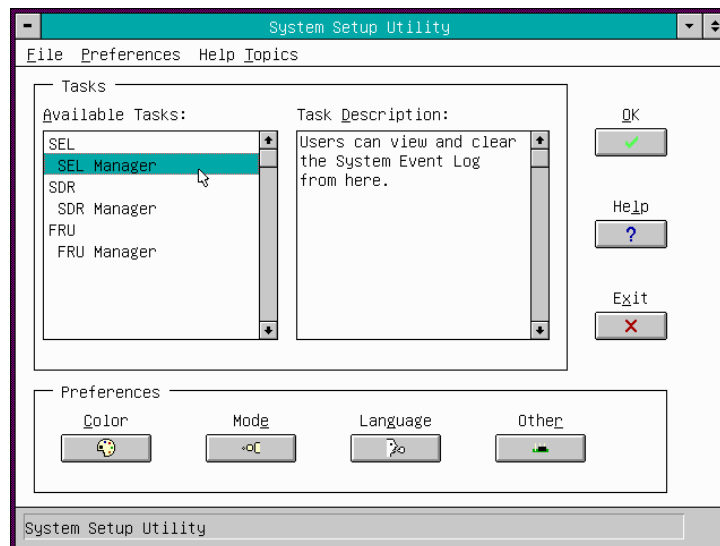 System Setup Utility
File Preferences Help Topics
Tasks
Available Tasks:
SEL
SEL Manager
SDR
SDR Manager
FRU
FRU Manager
Task Description:
Users can view and clear
the System Event Log
from here.
OK
Help
?
Exit
Preferences
Color
Mode
Language
Other
System Setup Utility